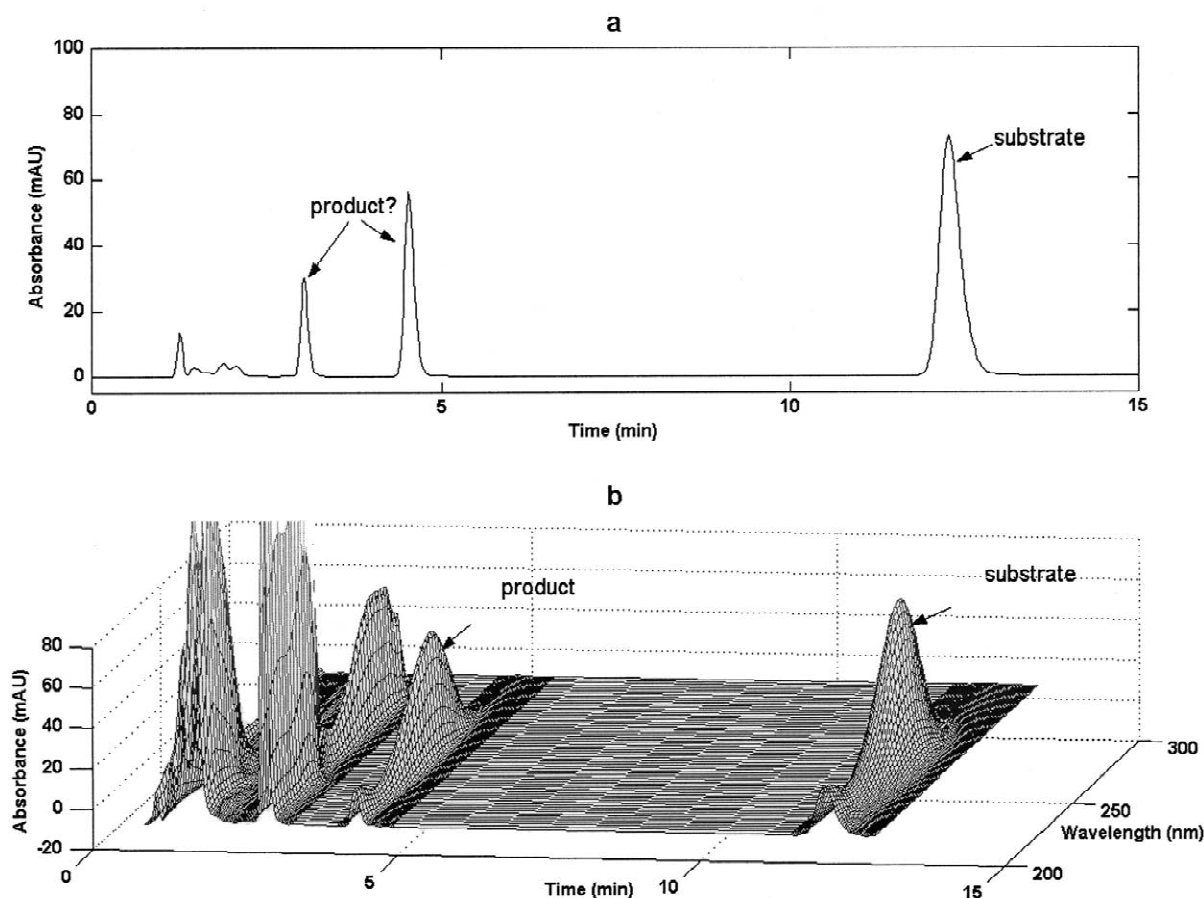 a
100
80
60
40
20
0
Absorbance (mAU)
substrate
product?
0
5
10
15
Time (min)
b
product
substrate
80
60
40
20
0
-20
Absorbance (mAU)
0
5
10
15
Time (min)
200
250
300
Wavelength (nm)